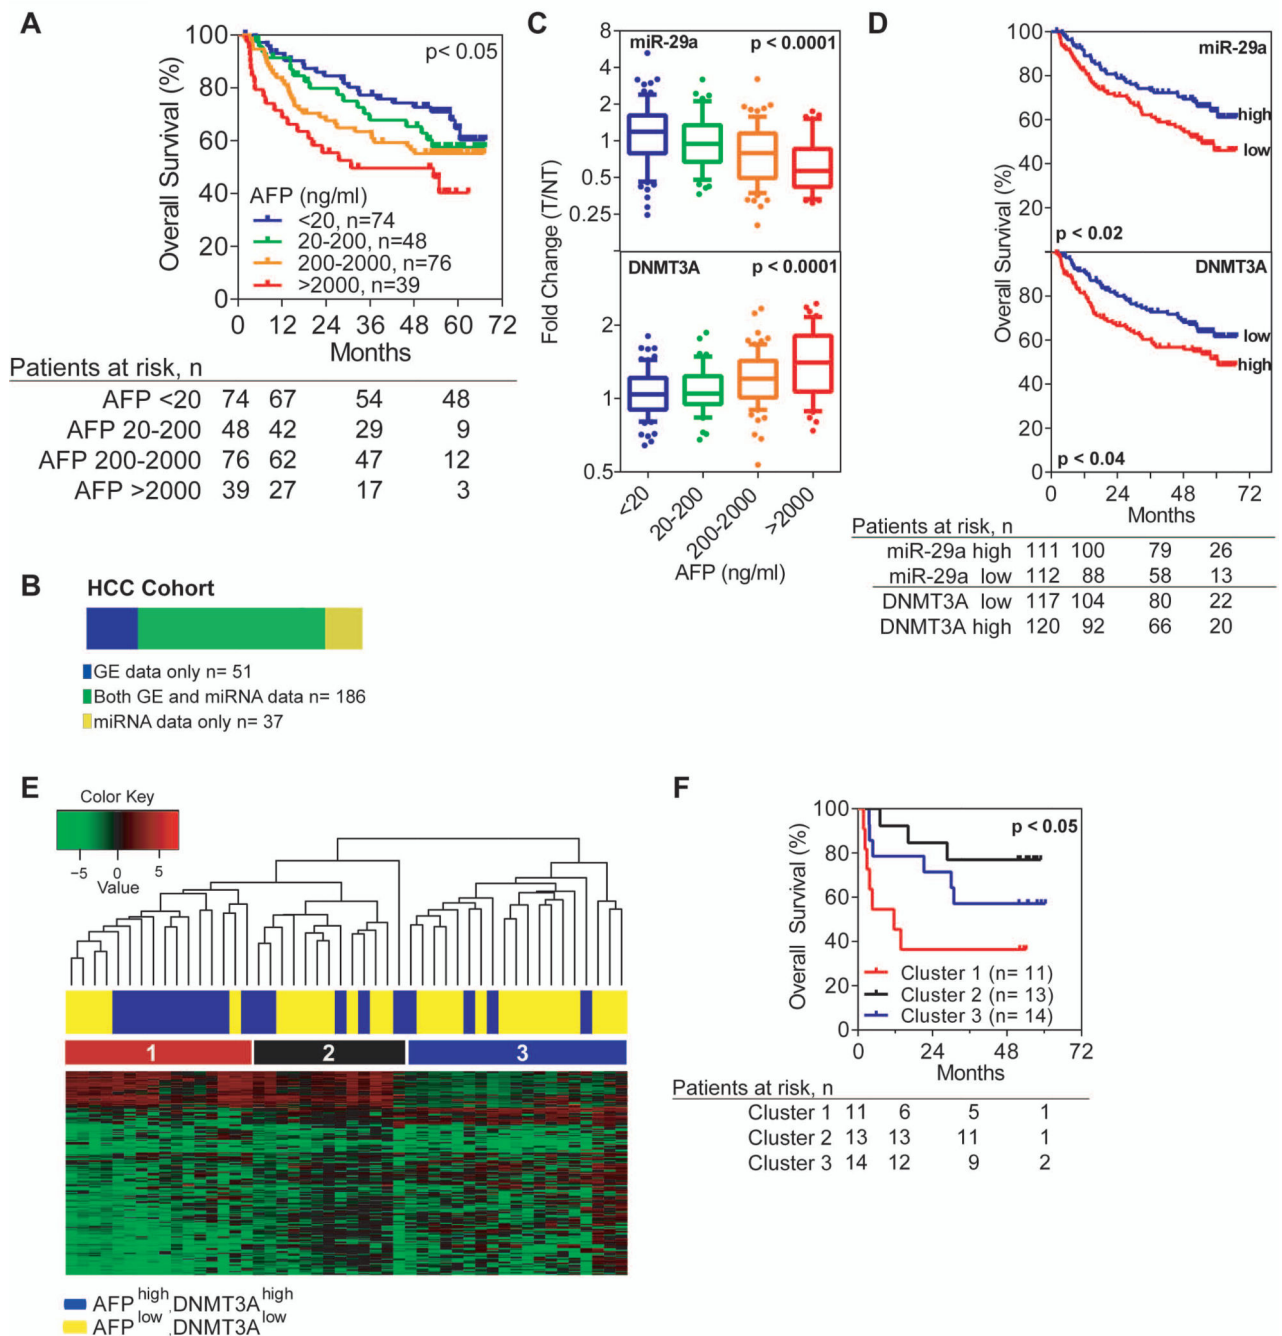 A
100
80
60
40
20
0
Overall Survival (%)
p< 0.05
AFP (ng/ml)
<20, n=74
20-200, n=48
200-2000, n=76
>2000, n=39
0 12 24 36 48 60 72
Months
Patients at risk, n
AFP <20 74 67 54 48
AFP 20-200 48 42 29 9
AFP 200-2000 76 62 47 12
AFP >2000 39 27 17 3
B
HCC Cohort
GE data only n= 51
Both GE and miRNA data n= 186
miRNA data only n= 37
C
Fold Change (T/NT)
8
4
2
1
0.5
0.25
miR-29a p < 0.0001
DNMT3A p < 0.0001
2
1
0.5
<20 20-200 200-2000 >2000
AFP (ng/ml)
D
Overall Survival (%)
100
80
60
40
20
miR-29a
high
low
p < 0.02
DNMT3A
80
60
40
20
0
low
high
p < 0.04
0 24 48 72
Months
Patients at risk, n
miR-29a high 111 100 79 26
miR-29a low 112 88 58 13
DNMT3A low 117 104 80 22
DNMT3A high 120 92 66 20
E
Color Key
−5 0 5
Value
1 2 3
AFP high, DNMT3A high
AFP low, DNMT3A low
F
100
80
60
40
20
0
Overall Survival (%)
p < 0.05
Cluster 1 (n= 11)
Cluster 2 (n= 13)
Cluster 3 (n= 14)
0 24 48 72
Months
Patients at risk, n
Cluster 1 11 6 5 1
Cluster 2 13 13 11 1
Cluster 3 14 12 9 2